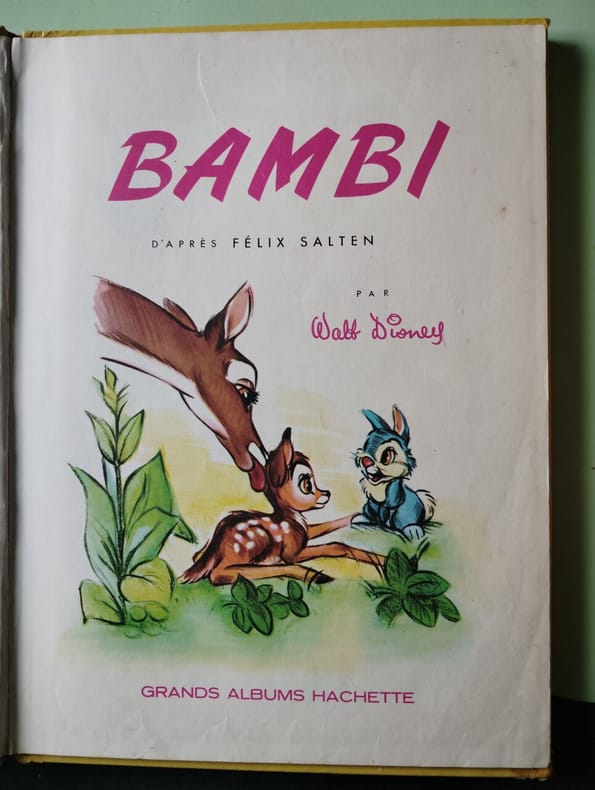 BAMBI
D'APRÈS FÉLIX SALTEN
PAR
Walt Disney
GRANDS ALBUMS HACHETTE